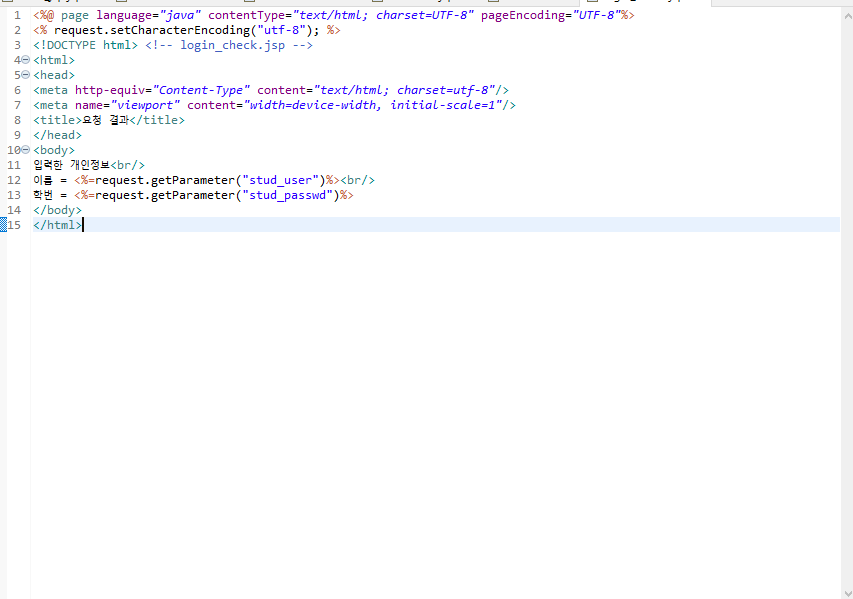 1 <%@ page language="java" contentType="text/html; charset=UTF-8" pageEncoding="UTF-8"%>
2 <% request.setCharacterEncoding("utf-8"); %>
3 <!DOCTYPE html> <!-- login_check.jsp -->
4 <html>
5 <head>
6 <meta http-equiv="Content-Type" content="text/html; charset=utf-8"/>
7 <meta name="viewport" content="width=device-width, initial-scale=1"/>
8 <title>요청 결과</title>
9 </head>
10 <body>
11 입력한 개인정보<br/>
12 이름 = <%=request.getParameter("stud_user")%><br/>
13 학번 = <%=request.getParameter("stud_passwd")%>
14 </body>
15 </html>